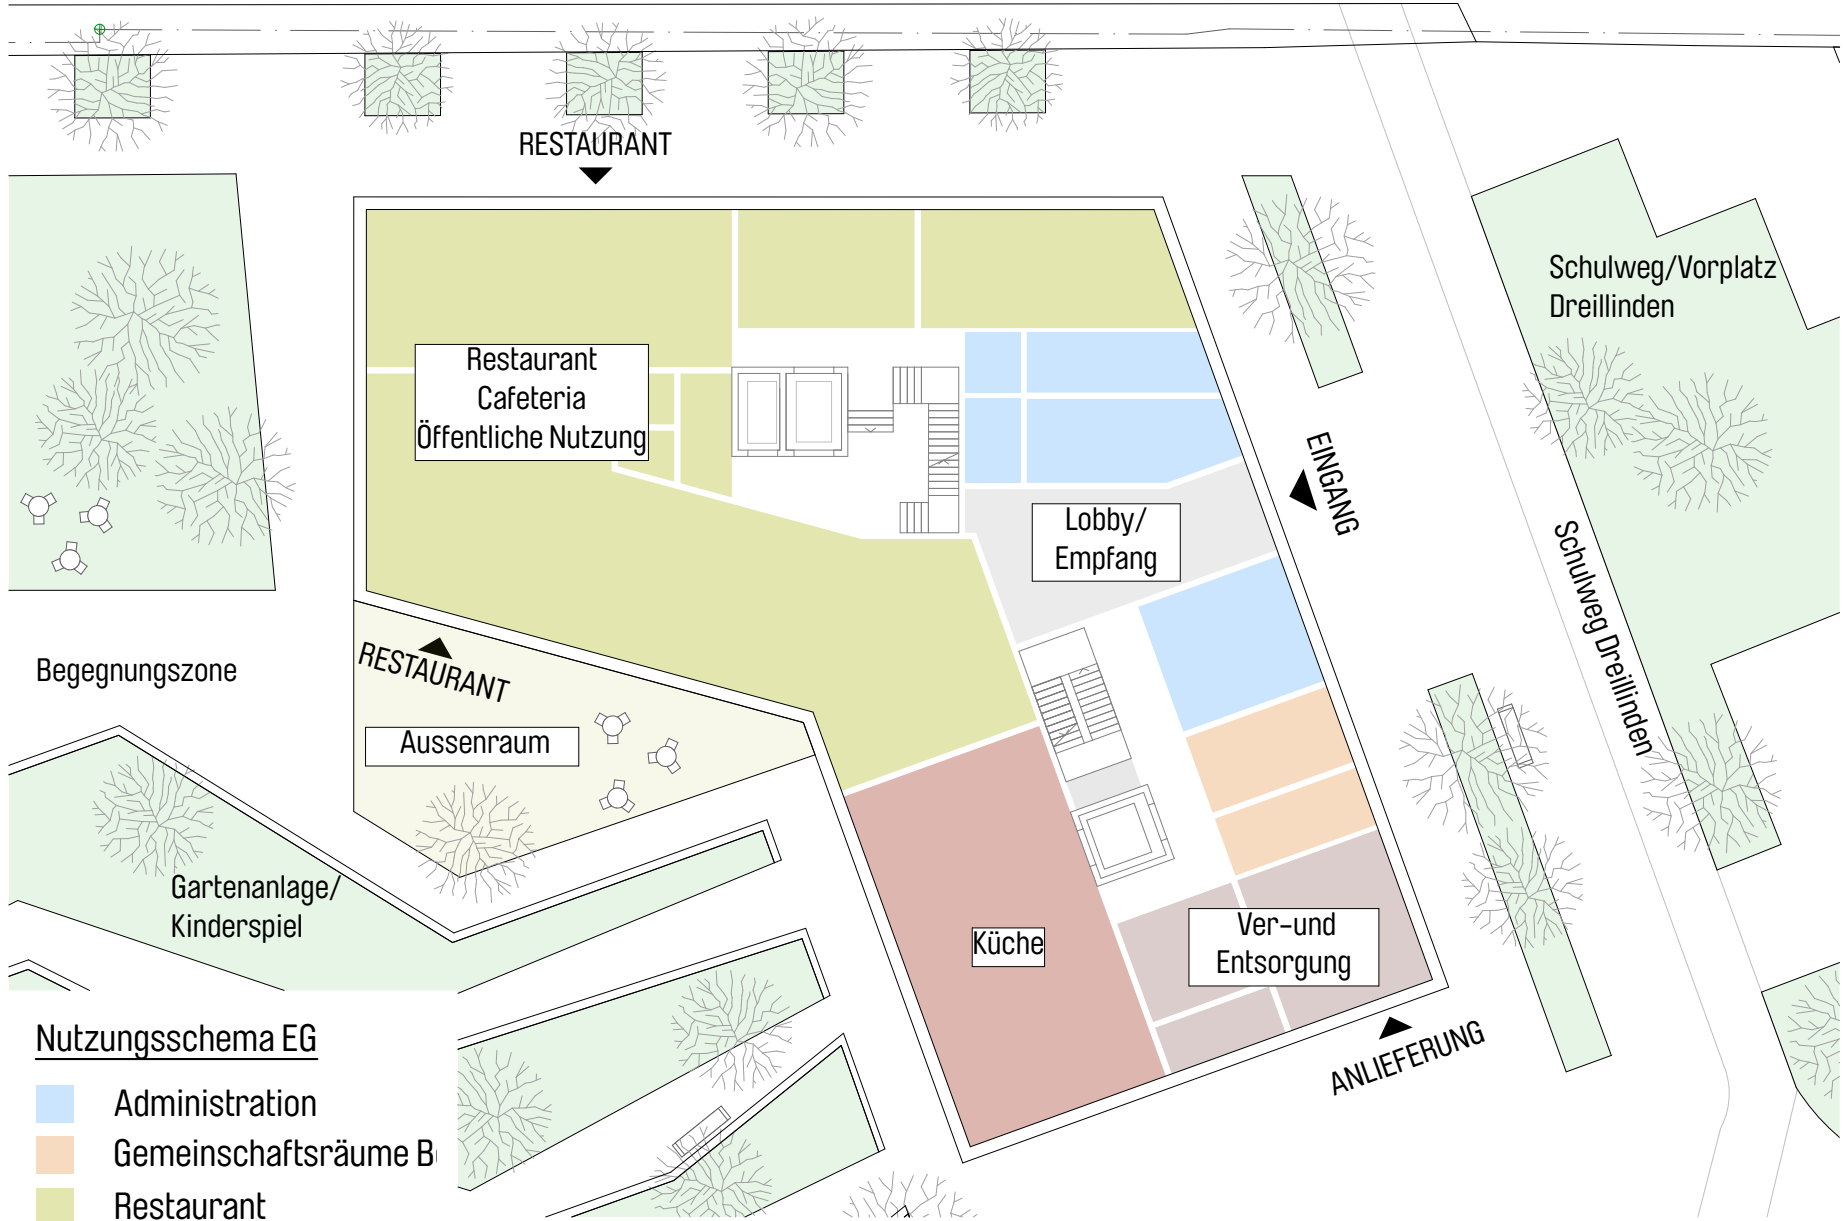 RESTAURANT
Schulweg/Vorplatz
Dreillinden
Restaurant
Cafeteria
Öffentliche Nutzung
EINGANG
Lobby/
Empfang
Schulweg Dreillinden
Begegnungszone
RESTAURANT
Aussenraum
Gartenanlage/
Kinderspiel
Küche
Ver-und
Entsorgung
ANLIEFERUNG
Nutzungsschema EG
Administration
Gemeinschaftsräume
Restaurant